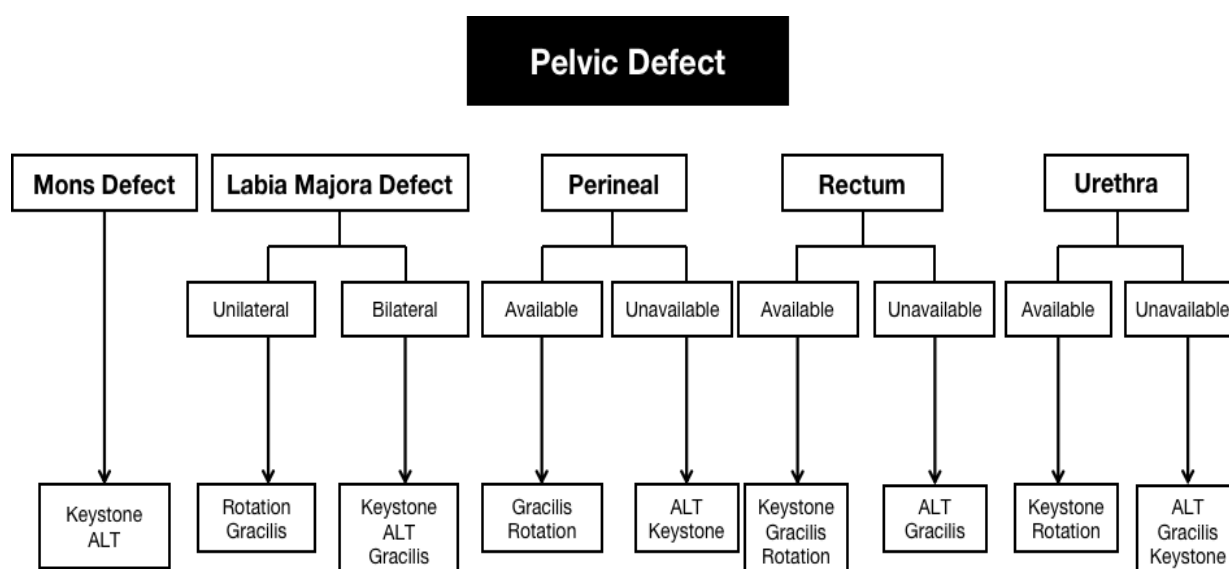 Pelvic Defect
Mons Defect
Labia Majora Defect
Perineal
Rectum
Urethra
Unilateral
Bilateral
Available
Unavailable
Available
Unavailable
Available
Unavailable
Keystone
ALT
Rotation
Gracilis
Keystone
ALT
Gracilis
Gracilis
Rotation
ALT
Keystone
Keystone
Gracilis
Rotation
ALT
Gracilis
Keystone
Rotation
ALT
Gracilis
Keystone